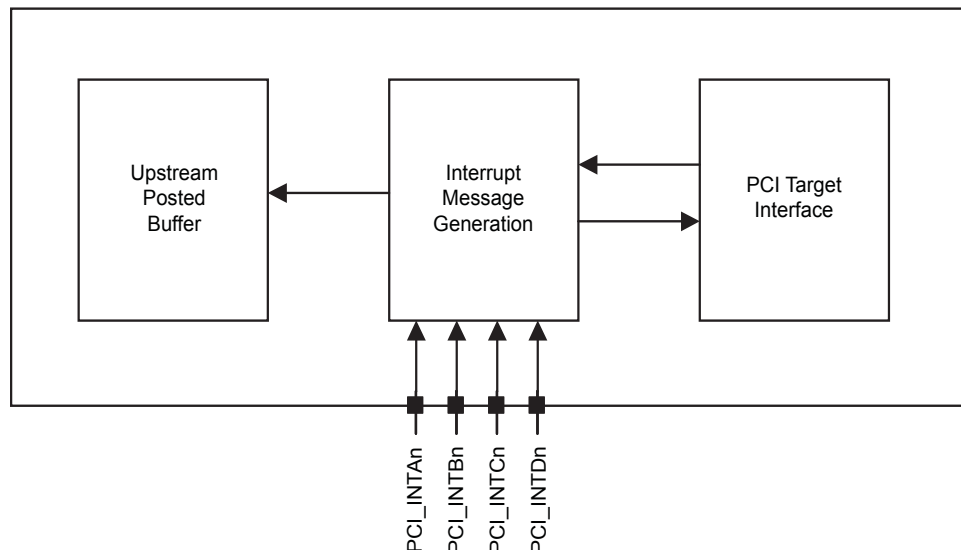 Upstream
Posted
Buffer
Interrupt
Message
Generation
PCI Target
Interface
PCI_INTAn
PCI_INTBn
PCI_INTCn
PCI_INTDn